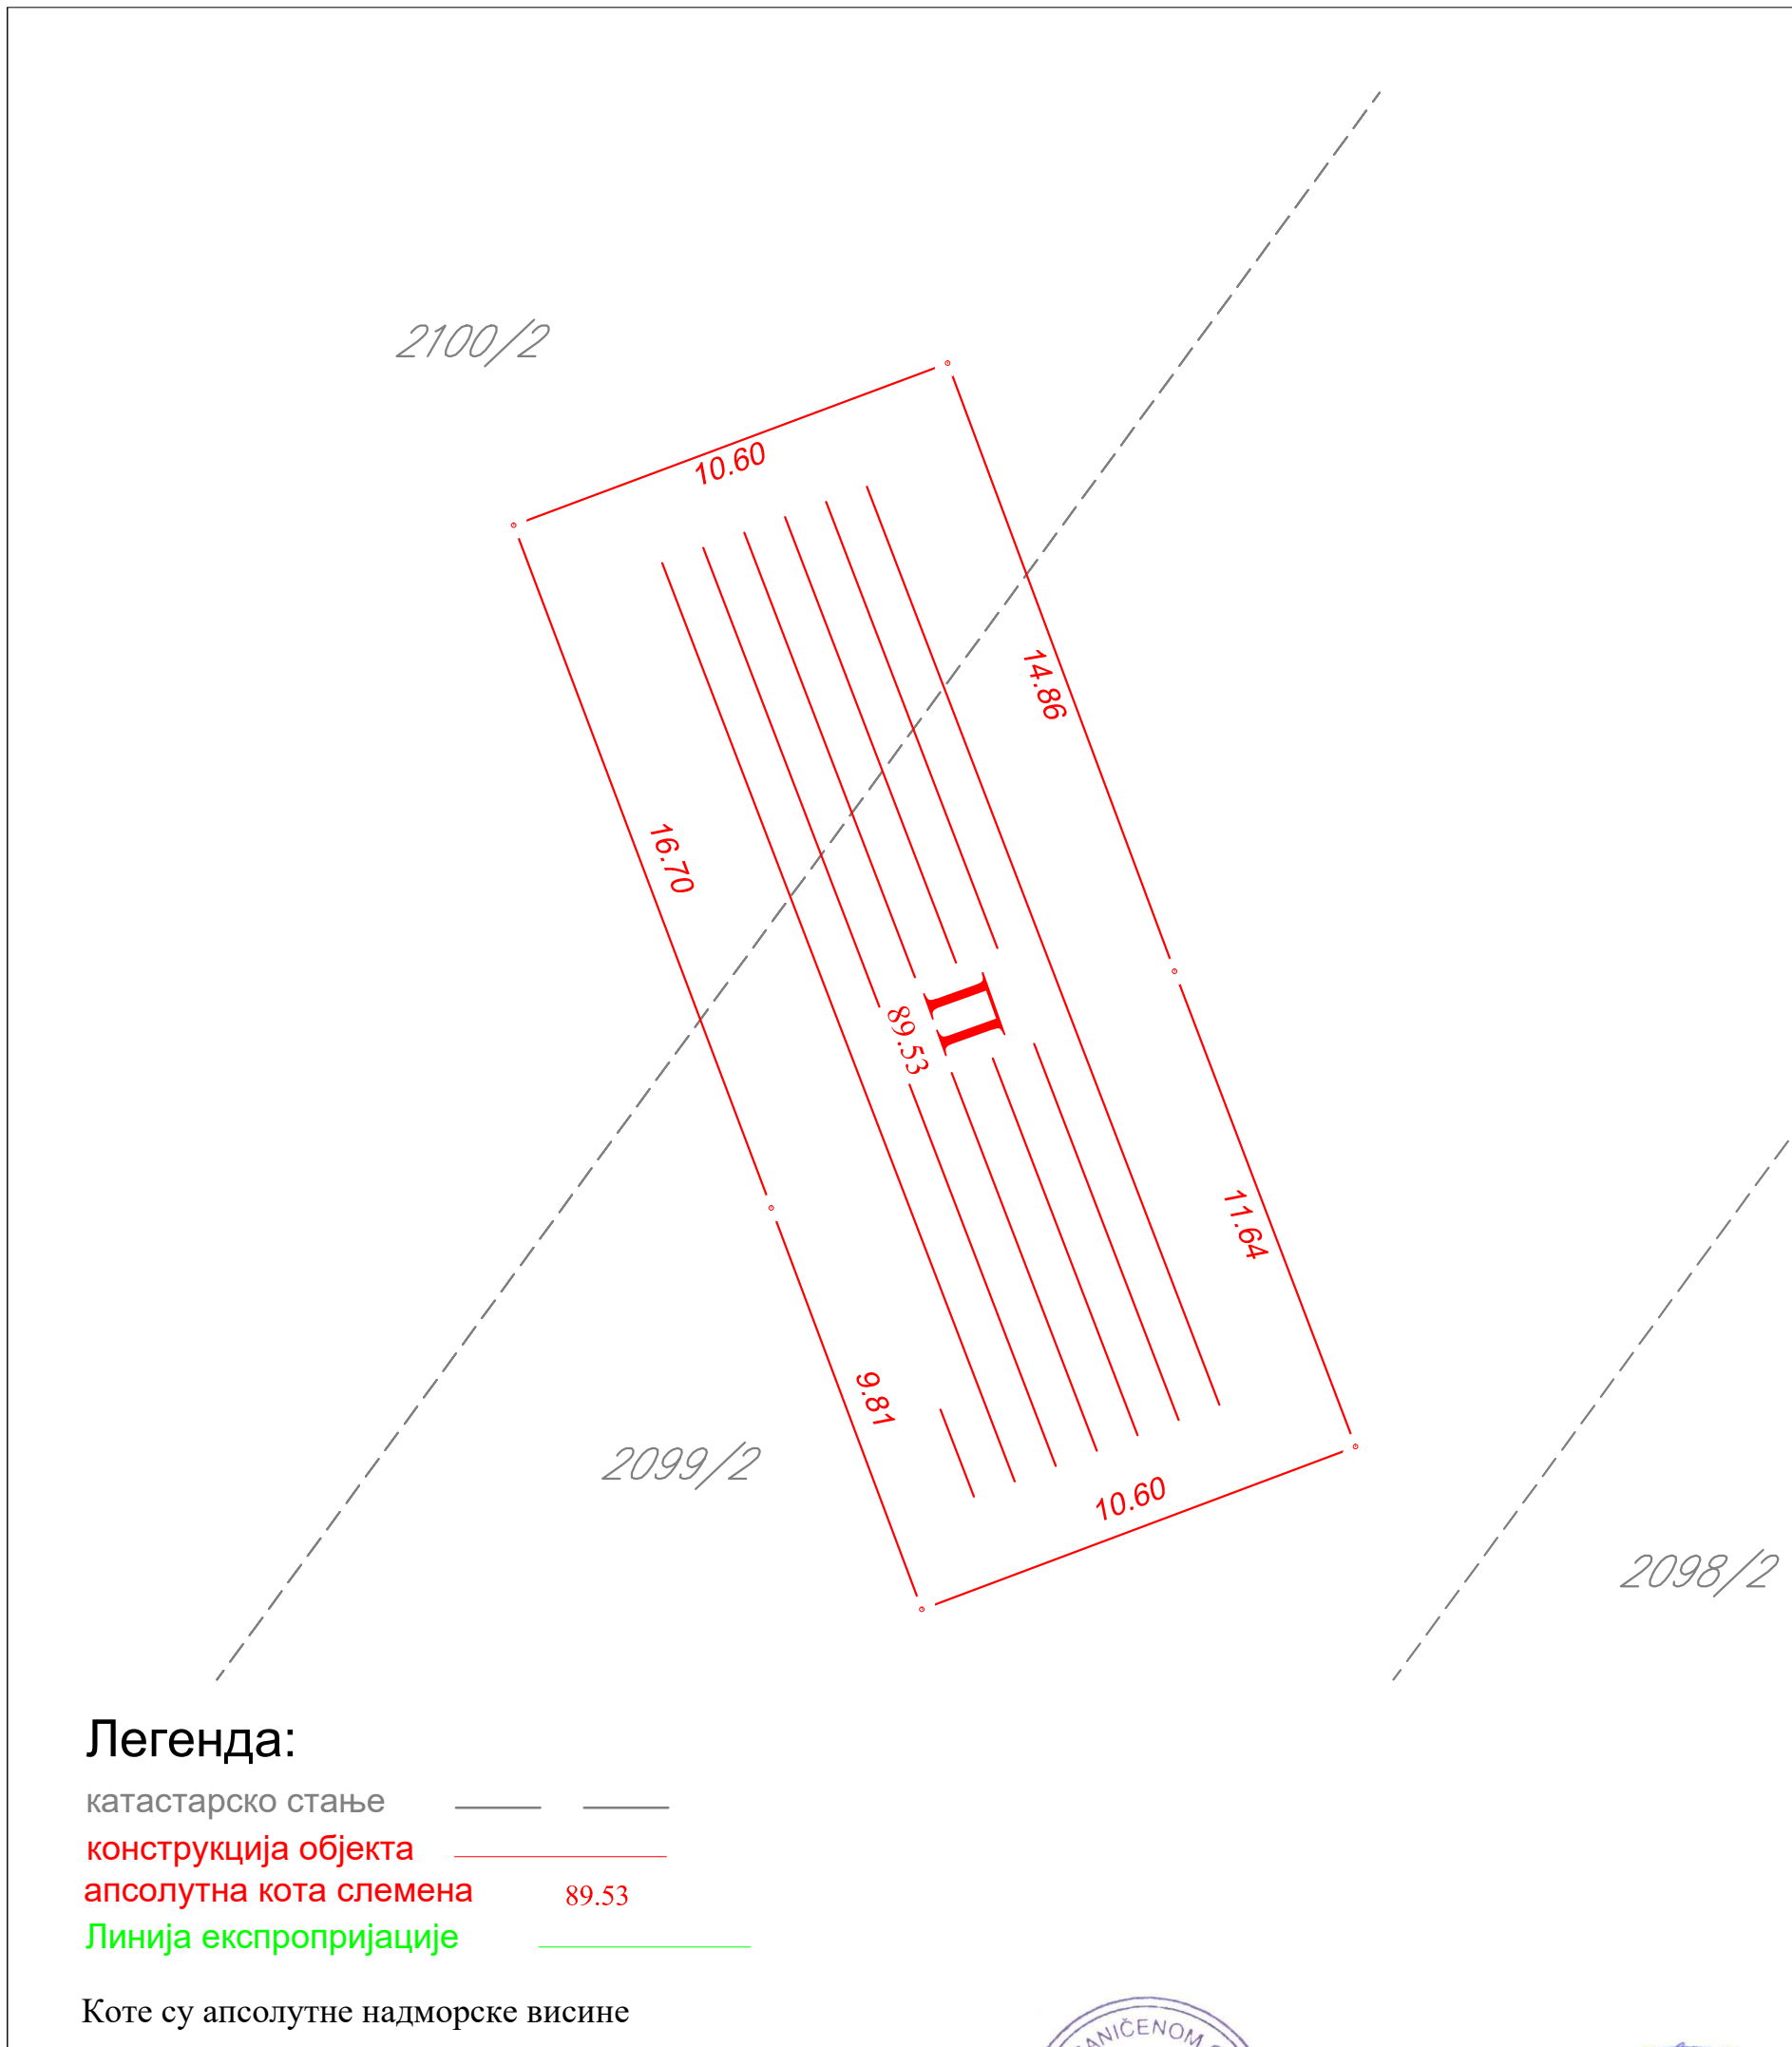 2100/2
10.60
14.86
16.70
П
89.53
11.64
9.81
2099/2
10.60
2098/2
Легенда:
катастарско стање
конструкција објекта
апсолутна кота слемена 89.53
Линија експропријације
Коте су апсолутне надморске висине